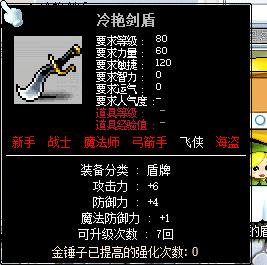 冷艳剑盾
要求等级 : 80
要求力量 : 60
要求敏捷 : 120
要求智力 : 0
要求运气 : 0
要求人气度 : -
道具等级 : -
道具经验值 : -
新手 战士 魔法师 弓箭手 飞侠 海盗
装备分类 : 盾牌
攻击力 : +6
防御力 : +4
魔法防御力 : +1
可升级次数 : 7回
金锤子已提高的强化次数: 0